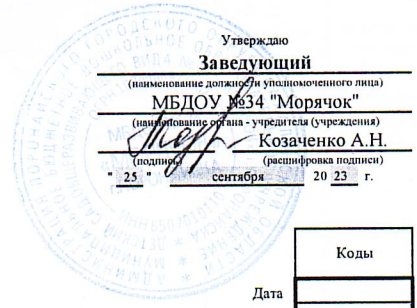 Утверждаю
Заведующий
(наименование должности уполномоченного лица)
МБДОУ №34 "Морячок"
(наименование органа - учредителя (учреждения)
Козаченко А.Н.
(подпись) (расшифровка подписи)
" 25 " сентября 20 23 г.
Коды
Дата